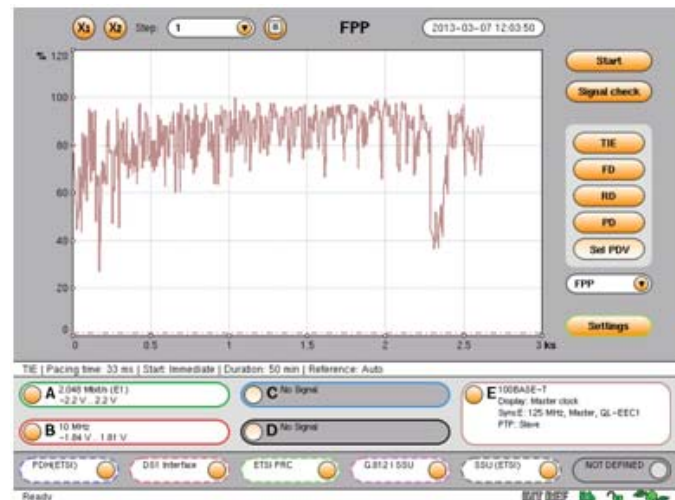 X1 X2 Step: 1 FPP 2013-03-07 12:03:50
% 120
100
80
60
40
20
0
0 0.5 1 1.5 2 2.5 3 ks
Start
Signal check
TIE
FD
RD
PD
Sel PDV
FPP
Settings
TIE | Pacing time: 33 ms | Start: Immediate | Duration: 50 min | Reference: Auto
A 2.048 Mbit/s (E1)
-2.2 V .. 2.2 V
B 10 MHz
-1.84 V .. 1.81 V
C No Signal
D No Signal
E 100BASE-T
Display: Master clock
SyncE: 125 MHz, Master, QL-EEC1
PTP: Slave
PDH(ETSI) DS1 Interface ETSI PRC G.812 I SSU SSU (ETSI) NOT DEFINED
Ready